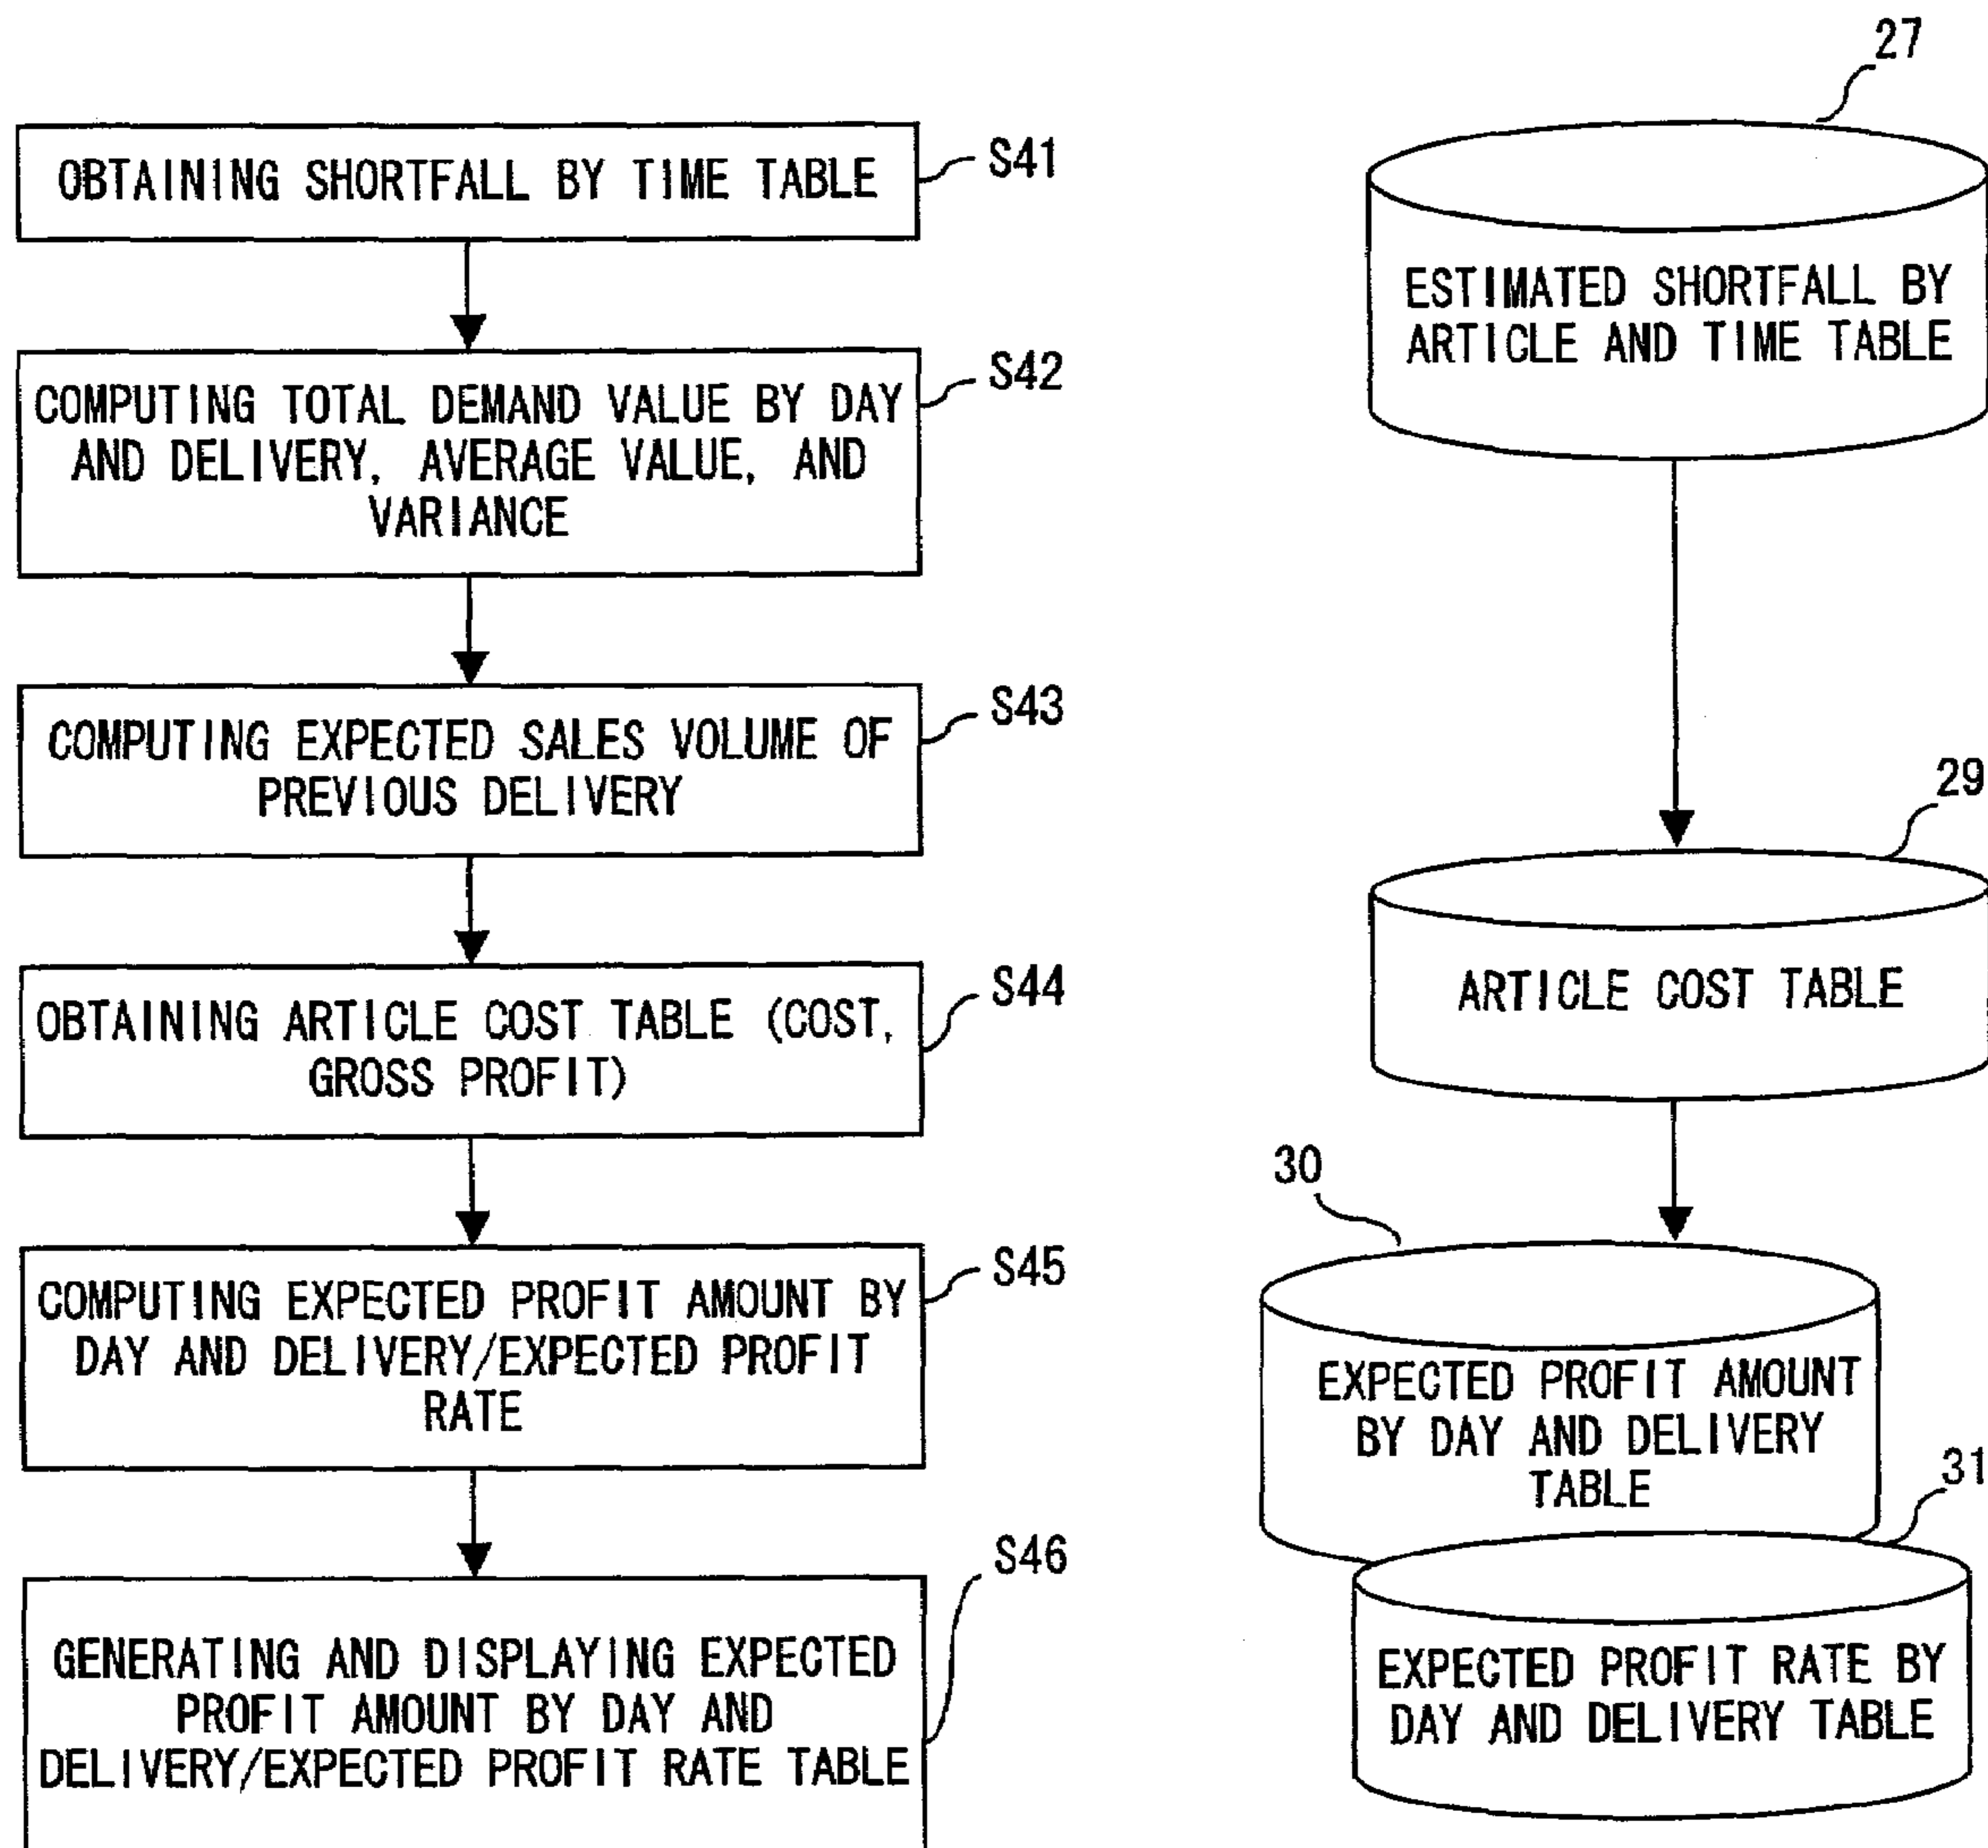 OBTAINING SHORTFALL BY TIME TABLE
S41
COMPUTING TOTAL DEMAND VALUE BY DAY
AND DELIVERY, AVERAGE VALUE, AND
VARIANCE
S42
COMPUTING EXPECTED SALES VOLUME OF
PREVIOUS DELIVERY
S43
OBTAINING ARTICLE COST TABLE (COST,
GROSS PROFIT)
S44
COMPUTING EXPECTED PROFIT AMOUNT BY
DAY AND DELIVERY/EXPECTED PROFIT
RATE
S45
GENERATING AND DISPLAYING EXPECTED
PROFIT AMOUNT BY DAY AND
DELIVERY/EXPECTED PROFIT RATE TABLE
S46
27
ESTIMATED SHORTFALL BY
ARTICLE AND TIME TABLE
29
ARTICLE COST TABLE
30
EXPECTED PROFIT AMOUNT
BY DAY AND DELIVERY
TABLE
31
EXPECTED PROFIT RATE BY
DAY AND DELIVERY TABLE